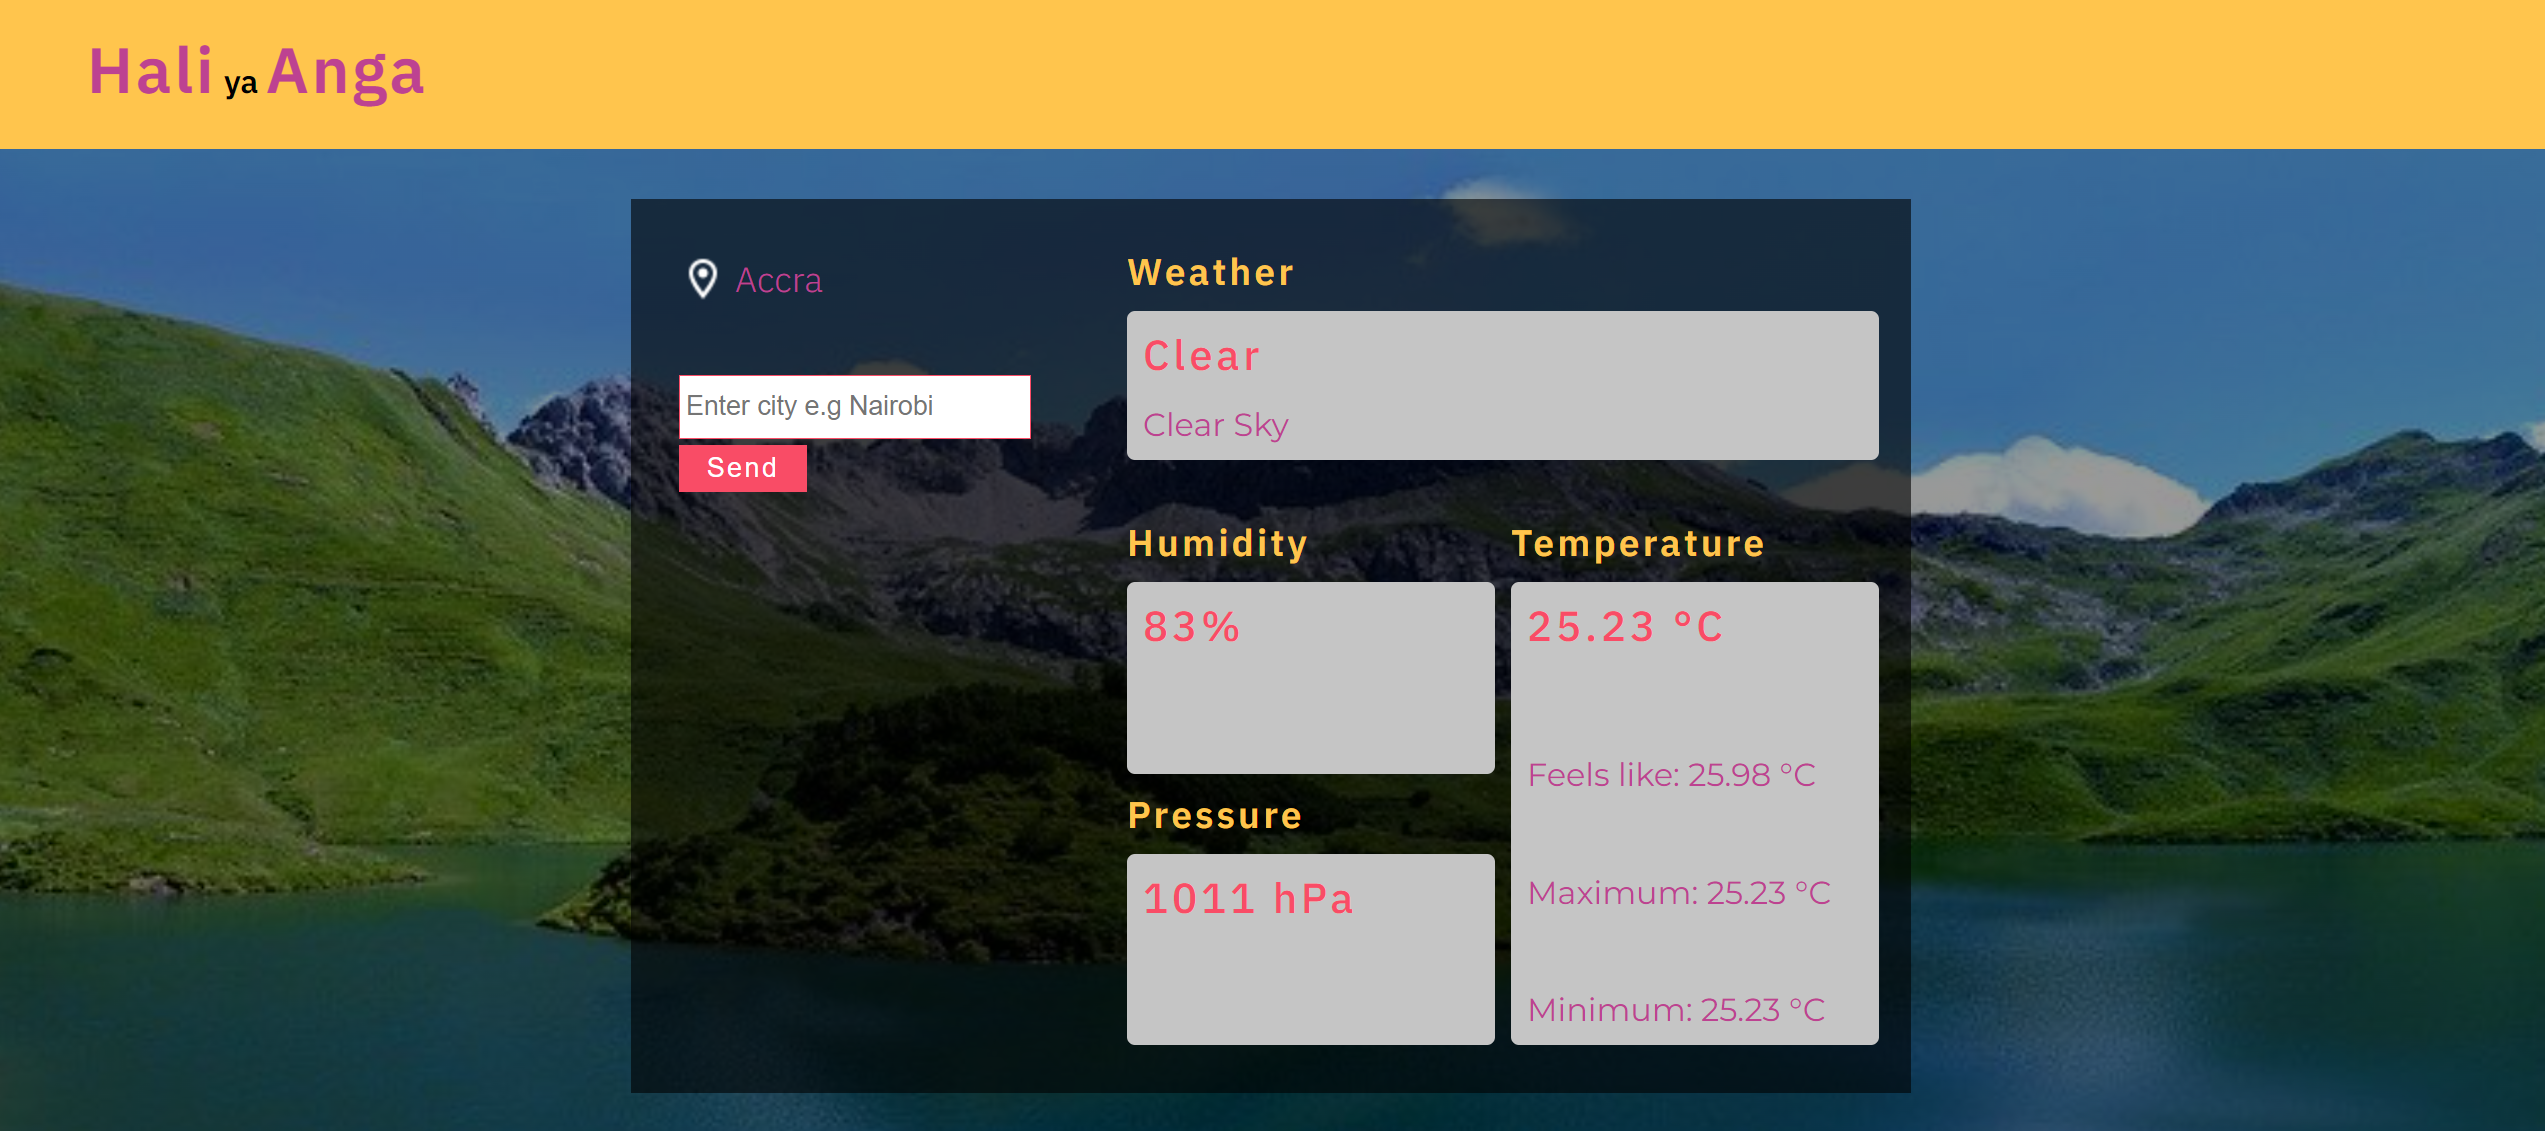 Hali ya Anga
Accra
Enter city e.g Nairobi
Send
Weather
Clear
Clear Sky
Humidity
83%
Pressure
1011 hPa
Temperature
25.23 °C
Feels like: 25.98 °C
Maximum: 25.23 °C
Minimum: 25.23 °C